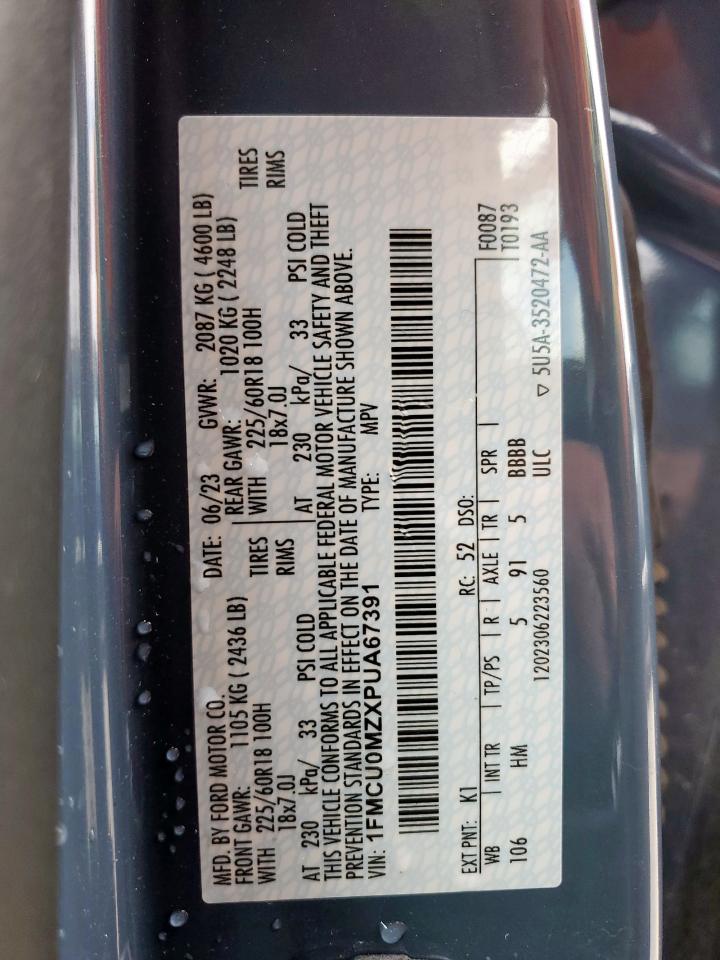 MFD. BY FORD MOTOR CO. DATE: 06/23 GVWR: 2087 KG ( 4600 LB)
FRONT GAWR: 1105 KG ( 2436 LB) REAR GAWR: 1020 KG ( 2248 LB)
WITH 225/60R18 100H TIRES WITH 225/60R18 100H TIRES
18x7.0J RIMS 18x7.0J RIMS
AT 230 kPa/ 33 PSI COLD AT 230 kPa/ 33 PSI COLD
THIS VEHICLE CONFORMS TO ALL APPLICABLE FEDERAL MOTOR VEHICLE SAFETY AND THEFT
PREVENTION STANDARDS IN EFFECT ON THE DATE OF MANUFACTURE SHOWN ABOVE.
VIN: 1FMCU0MZXPUA67391 TYPE: MPV
EXT PNT: K1 RC: 52 DSO:
WB | INT TR | TP/PS | R | AXLE | TR | SPR | F0087
106 HM 5 91 5 BBBB T0193
ULC
1202306223560 ▽ 5U5A-3520472-AA